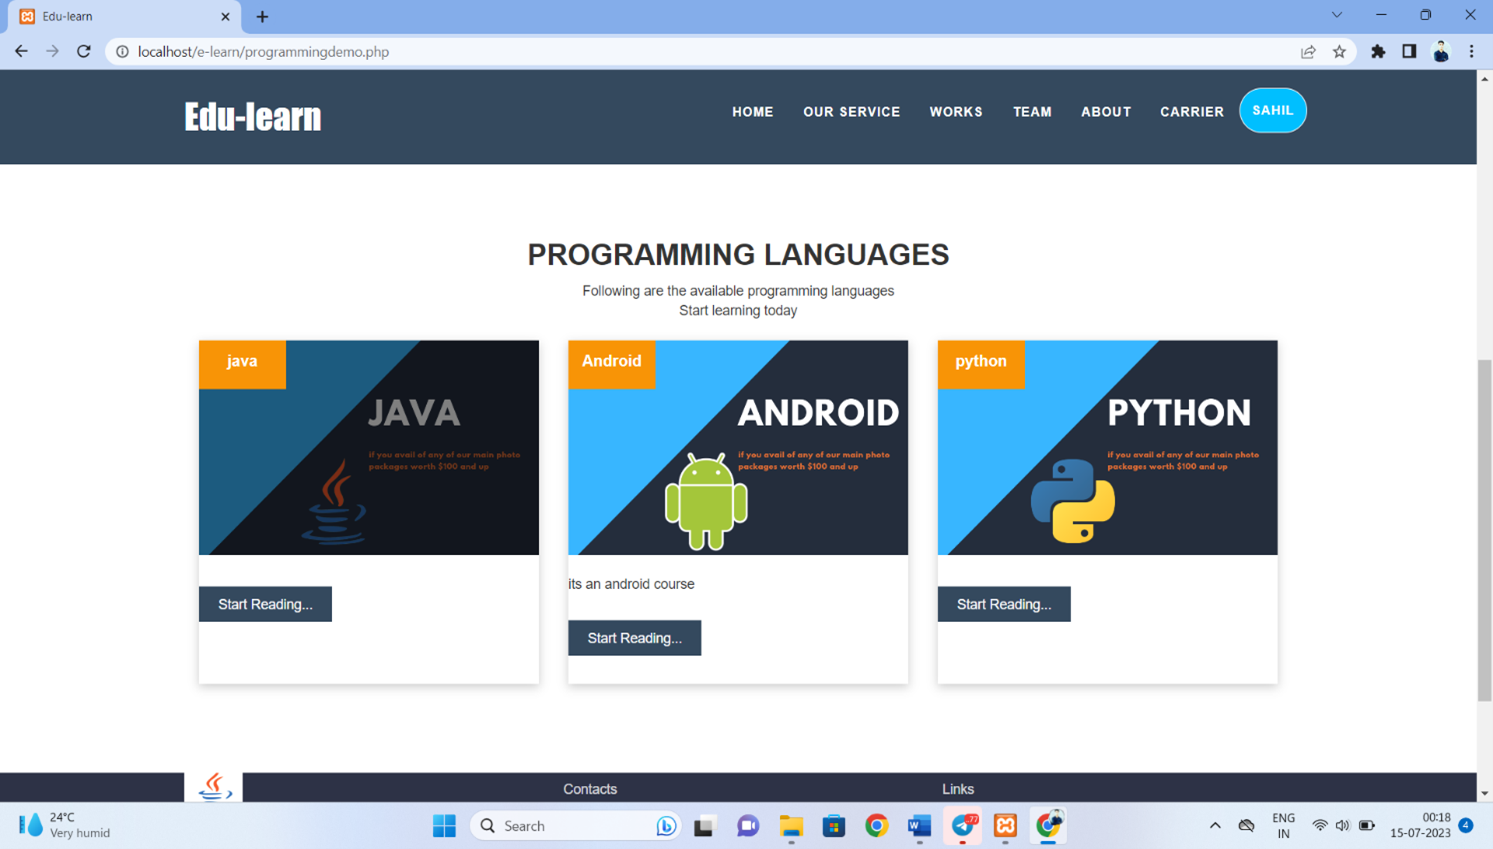 Edu-learn
localhost/e-learn/programmingdemo.php
Edu-learn
HOME OUR SERVICE WORKS TEAM ABOUT CARRIER SAHIL
PROGRAMMING LANGUAGES
Following are the available programming languages
Start learning today
java
JAVA
if you avail of any of our main photo
packages worth $100 and up
Start Reading...
Android
ANDROID
if you avail of any of our main photo
packages worth $100 and up
its an android course
Start Reading...
python
PYTHON
if you avail of any of our main photo
packages worth $100 and up
Start Reading...
Contacts
Links
24°C
Very humid
Search
77
ENG
IN
00:18
15-07-2023
4